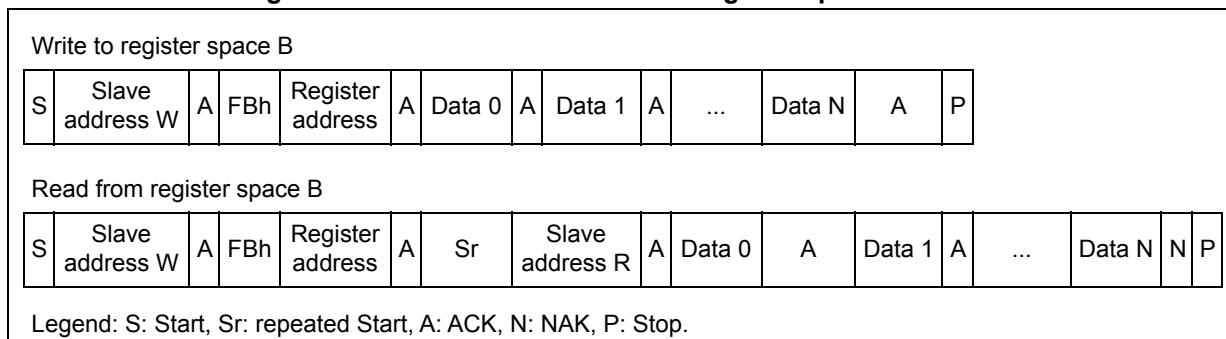 Write to register space B
S Slave address W A FBh Register address A Data 0 A Data 1 A ... Data N A P
Read from register space B
S Slave address W A FBh Register address A Sr Slave address R A Data 0 A Data 1 A ... Data N N P
Legend: S: Start, Sr: repeated Start, A: ACK, N: NAK, P: Stop.